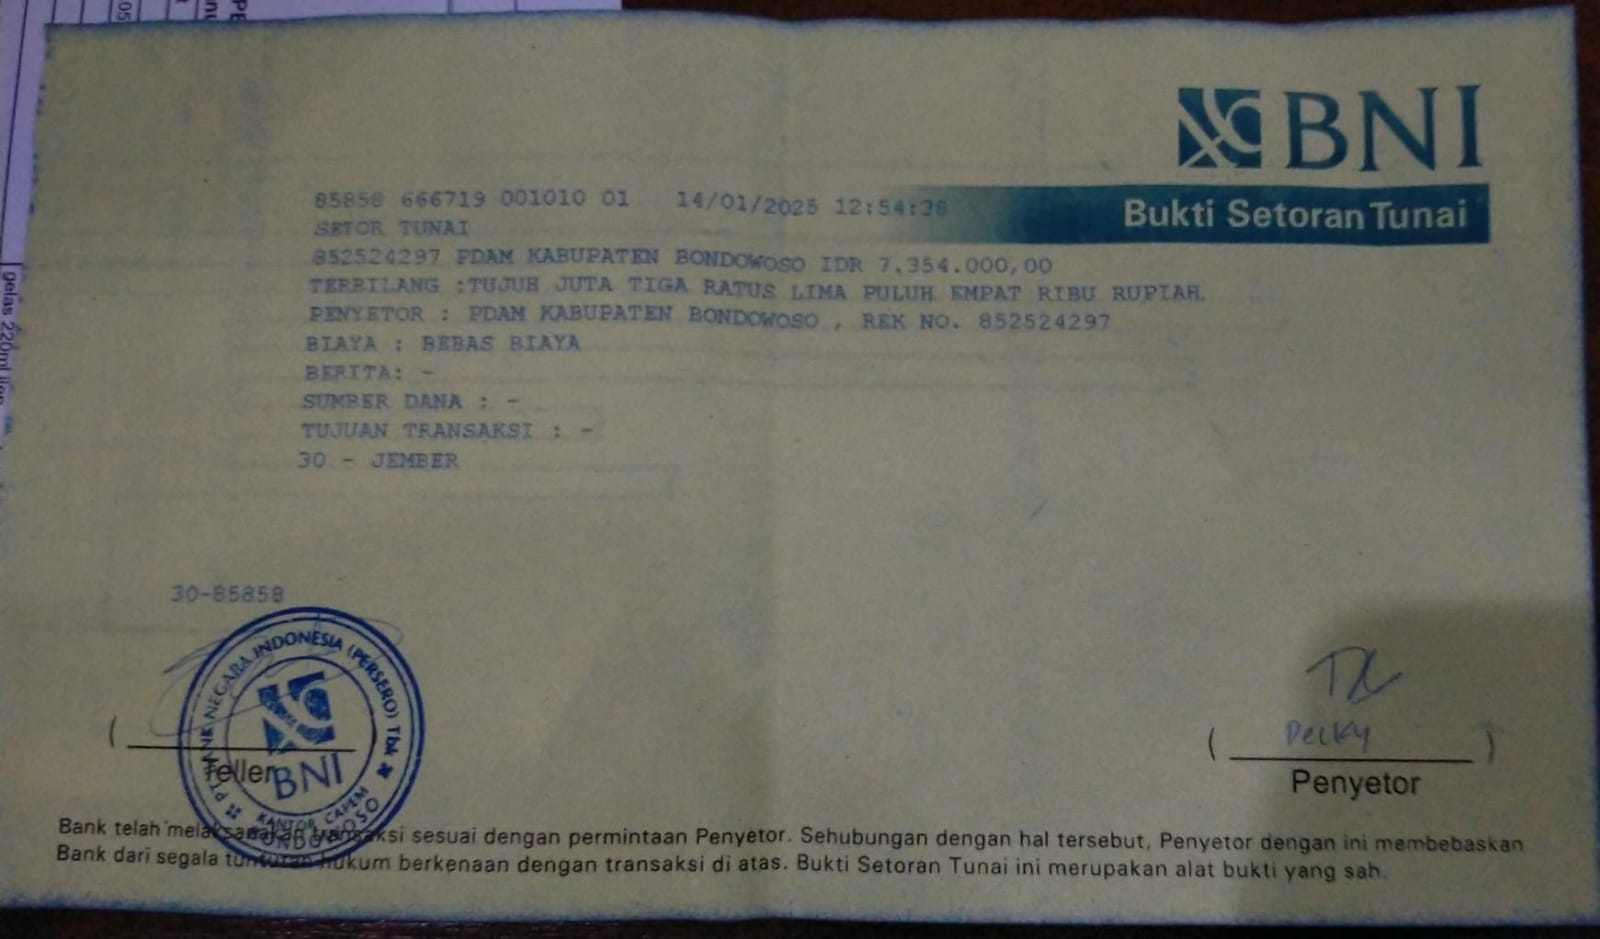 BNI
Bukti Setoran Tunai
85858 666719 001010 01 14/01/2025 12:54:38
SETOR TUNAI
852524297 PDAM KABUPATEN BONDOWOSO IDR 7.354.000,00
TERBILANG :TUJUH JUTA TIGA RATUS LIMA PULUH EMPAT RIBU RUPIAH.
PENYETOR : PDAM KABUPATEN BONDOWOSO , REK NO. 852524297
BIAYA : BEBAS BIAYA
BERITA: -
SUMBER DANA : -
TUJUAN TRANSAKSI : -
30 - JEMBER
30-85858
PT BANK NEGARA INDONESIA (PERSERO) Tbk
BNI
KANTOR CAPEM
BONDOWOSO
( Teller
( Delky )
Penyetor
Bank telah melaksanakan transaksi sesuai dengan permintaan Penyetor. Sehubungan dengan hal tersebut, Penyetor dengan ini membebaskan
Bank dari segala tuntutan hukum berkenaan dengan transaksi di atas. Bukti Setoran Tunai ini merupakan alat bukti yang sah.
gelas 220ml
05